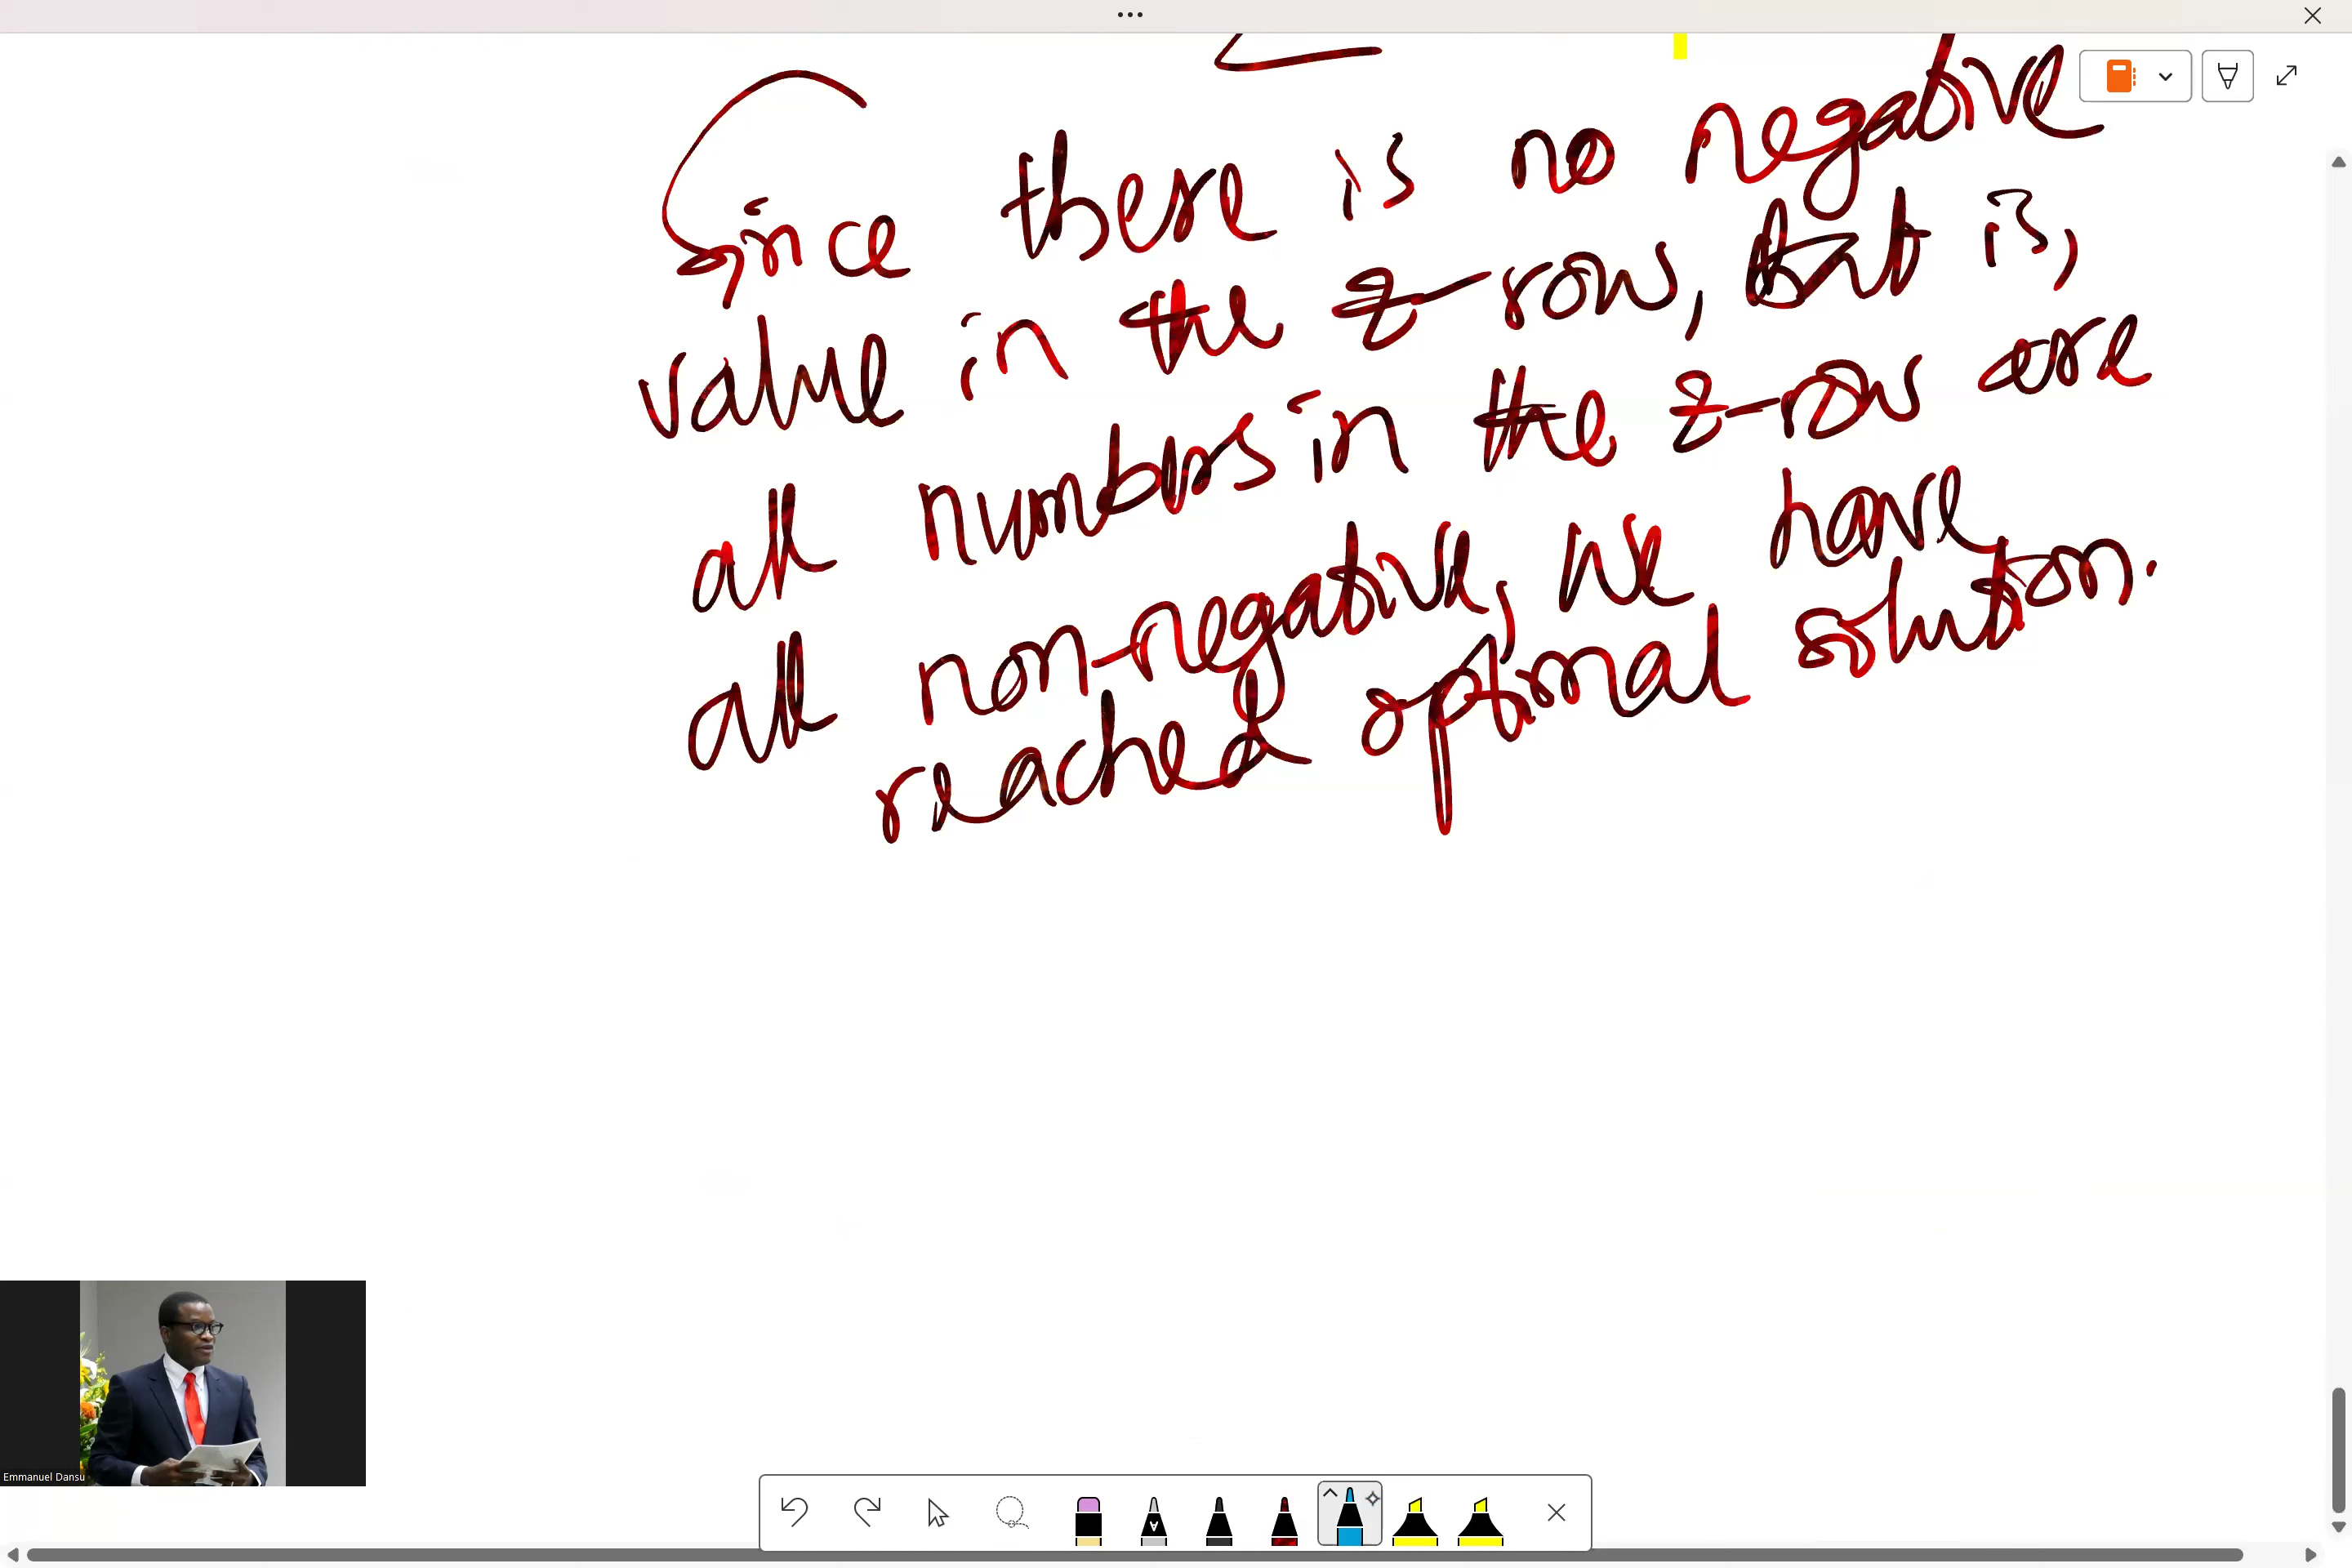 Since there is no negative
value in the z-row, that is,
all numbers in the z-row are
all non-negative, we have
reached optimal solution.
Emmanuel Dansu